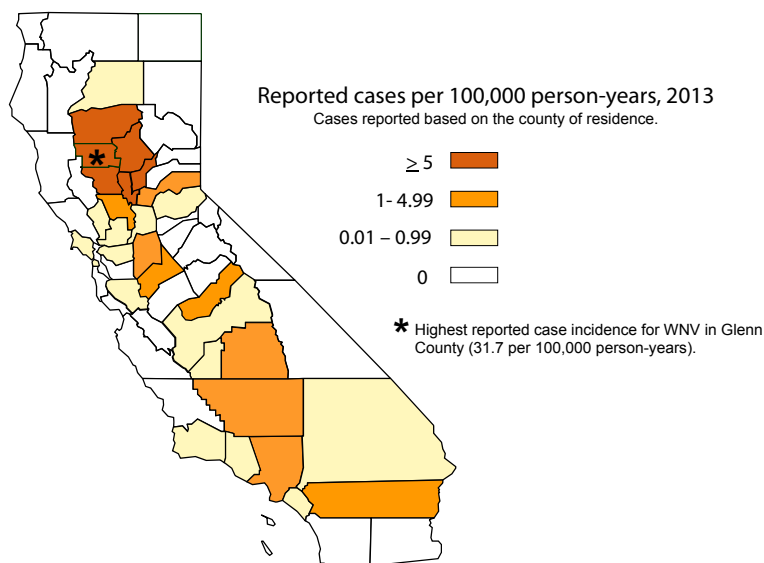 Reported cases per 100,000 person-years, 2013
Cases reported based on the county of residence.
≥ 5
1- 4.99
0.01 – 0.99
0
* Highest reported case incidence for WNV in Glenn
County (31.7 per 100,000 person-years).
*